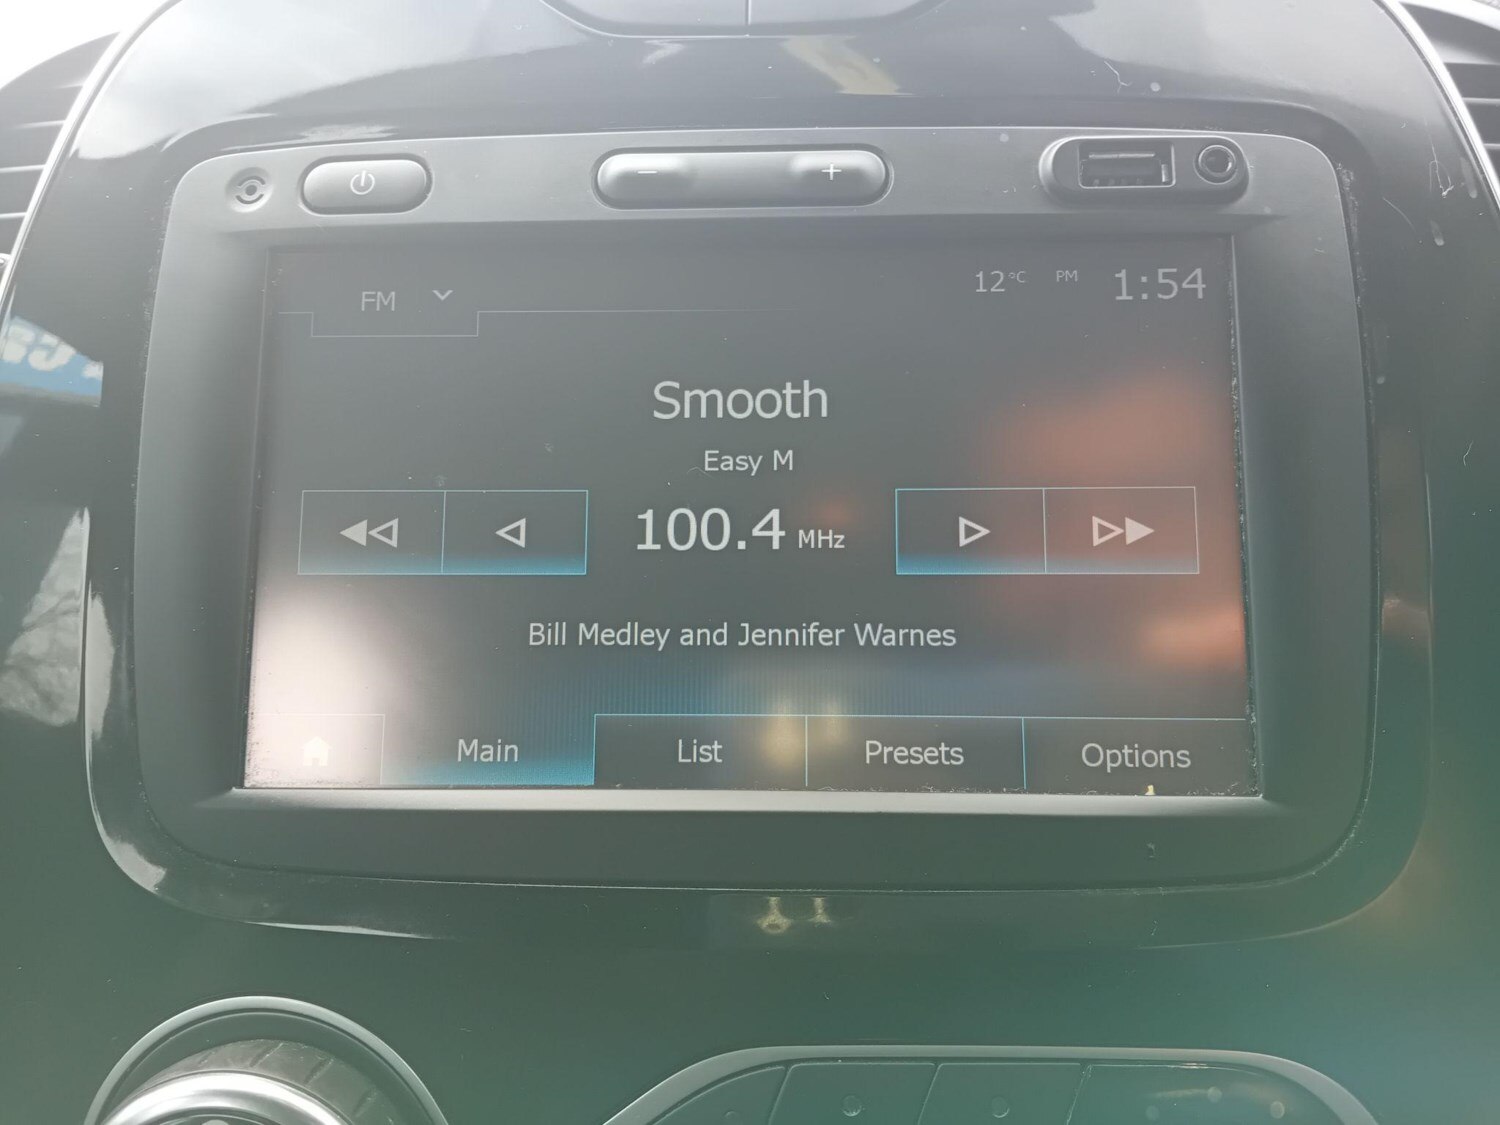 FM
12°C PM 1:54
Smooth
Easy M
100.4 MHz
Bill Medley and Jennifer Warnes
Main List Presets Options